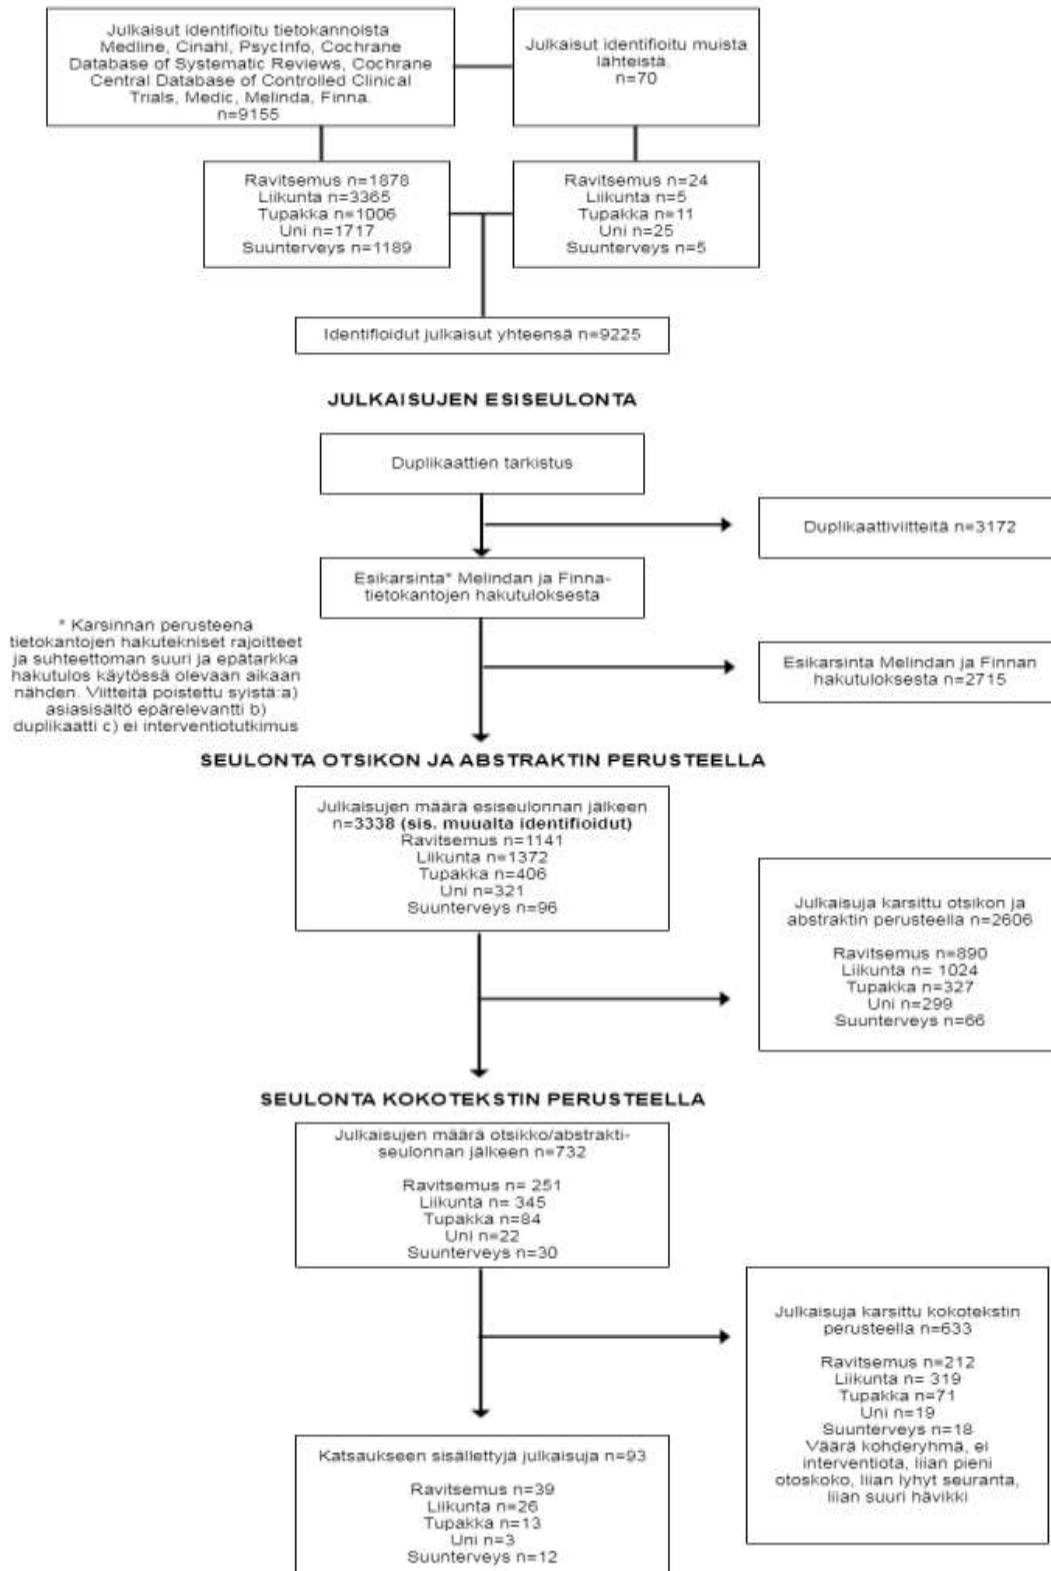 Julkaisut identifioitu tietokannoista
Medline, Cinahl, PsycInfo, Cochrane
Database of Systematic Reviews, Cochrane
Central Database of Controlled Clinical
Trials, Medic, Melinda, Finna.
n=9155
Julkaisut identifioitu muista
lähteistä.
n=70
Ravitsemus n=1878
Liikunta n=3365
Tupakka n=1006
Uni n=1717
Suunterveys n=1189
Ravitsemus n=24
Liikunta n=5
Tupakka n=11
Uni n=25
Suunterveys n=5
Identifioidut julkaisut yhteensä n=9225
JULKAISUJEN ESISEULONTA
Duplikaattien tarkistus
Duplikaattiviitteitä n=3172
Esikarsinta* Melindan ja Finna-
tietokantojen hakutuloksesta
* Karsinnan perusteena
tietokantojen hakutekniset rajoitteet
ja suhteettoman suuri ja epätarkka
hakutulos käytössä olevaan aikaan
nähden. Viitteitä poistettu syistä:a)
asiasisältö epärelevantti b)
duplikaatti c) ei interventiotutkimus
Esikarsinta Melindan ja Finnan
hakutuloksesta n=2715
SEULONTA OTSIKON JA ABSTRAKTIN PERUSTEELLA
Julkaisujen määrä esiseulonnan jälkeen
n=3338 (sis. muualta identifioidut)
Ravitsemus n=1141
Liikunta n=1372
Tupakka n=406
Uni n=321
Suunterveys n=96
Julkaisuja karsittu otsikon ja
abstraktin perusteella n=2606
Ravitsemus n=890
Liikunta n= 1024
Tupakka n=327
Uni n=299
Suunterveys n=66
SEULONTA KOKOTEKSTIN PERUSTEELLA
Julkaisujen määrä otsikko/abstrakti-
seulonnan jälkeen n=732
Ravitsemus n= 251
Liikunta n= 345
Tupakka n=84
Uni n=22
Suunterveys n=30
Julkaisuja karsittu kokotekstin
perusteella n=633
Ravitsemus n=212
Liikunta n= 319
Tupakka n=71
Uni n=19
Suunterveys n=18
Väärä kohderyhmä, ei
interventiota, liian pieni
otoskoko, liian lyhyt seuranta,
liian suuri hävikki
Katsaukseen sisällettyjä julkaisuja n=93
Ravitsemus n=39
Liikunta n=26
Tupakka n=13
Uni n=3
Suunterveys n=12